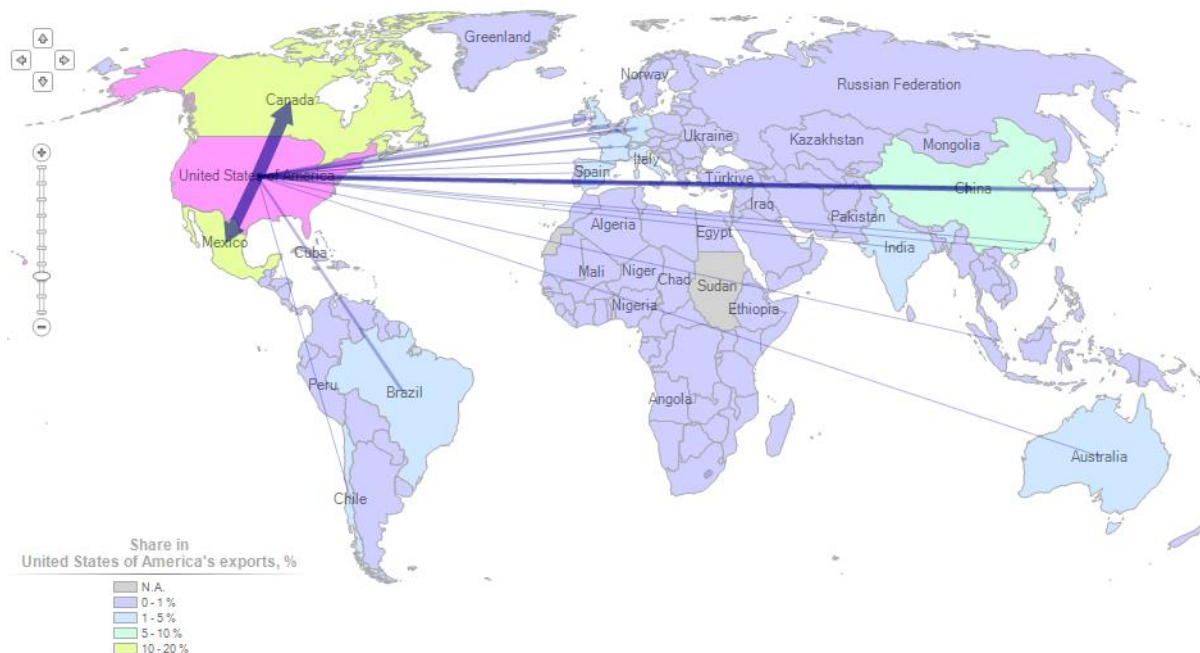 Greenland
Norway
Russian Federation
Canada
Ukraine
Kazakhstan
Mongolia
Italy
Spain
United States of America
Türkiye
China
Iraq
Pakistan
Mexico
Cuba
Algeria
Egypt
India
Mali
Niger
Chad
Sudan
Nigeria
Ethiopia
Peru
Brazil
Angola
Australia
Chile
Share in
United States of America's exports, %
N.A.
0 - 1 %
1 - 5 %
5 - 10 %
10 - 20 %